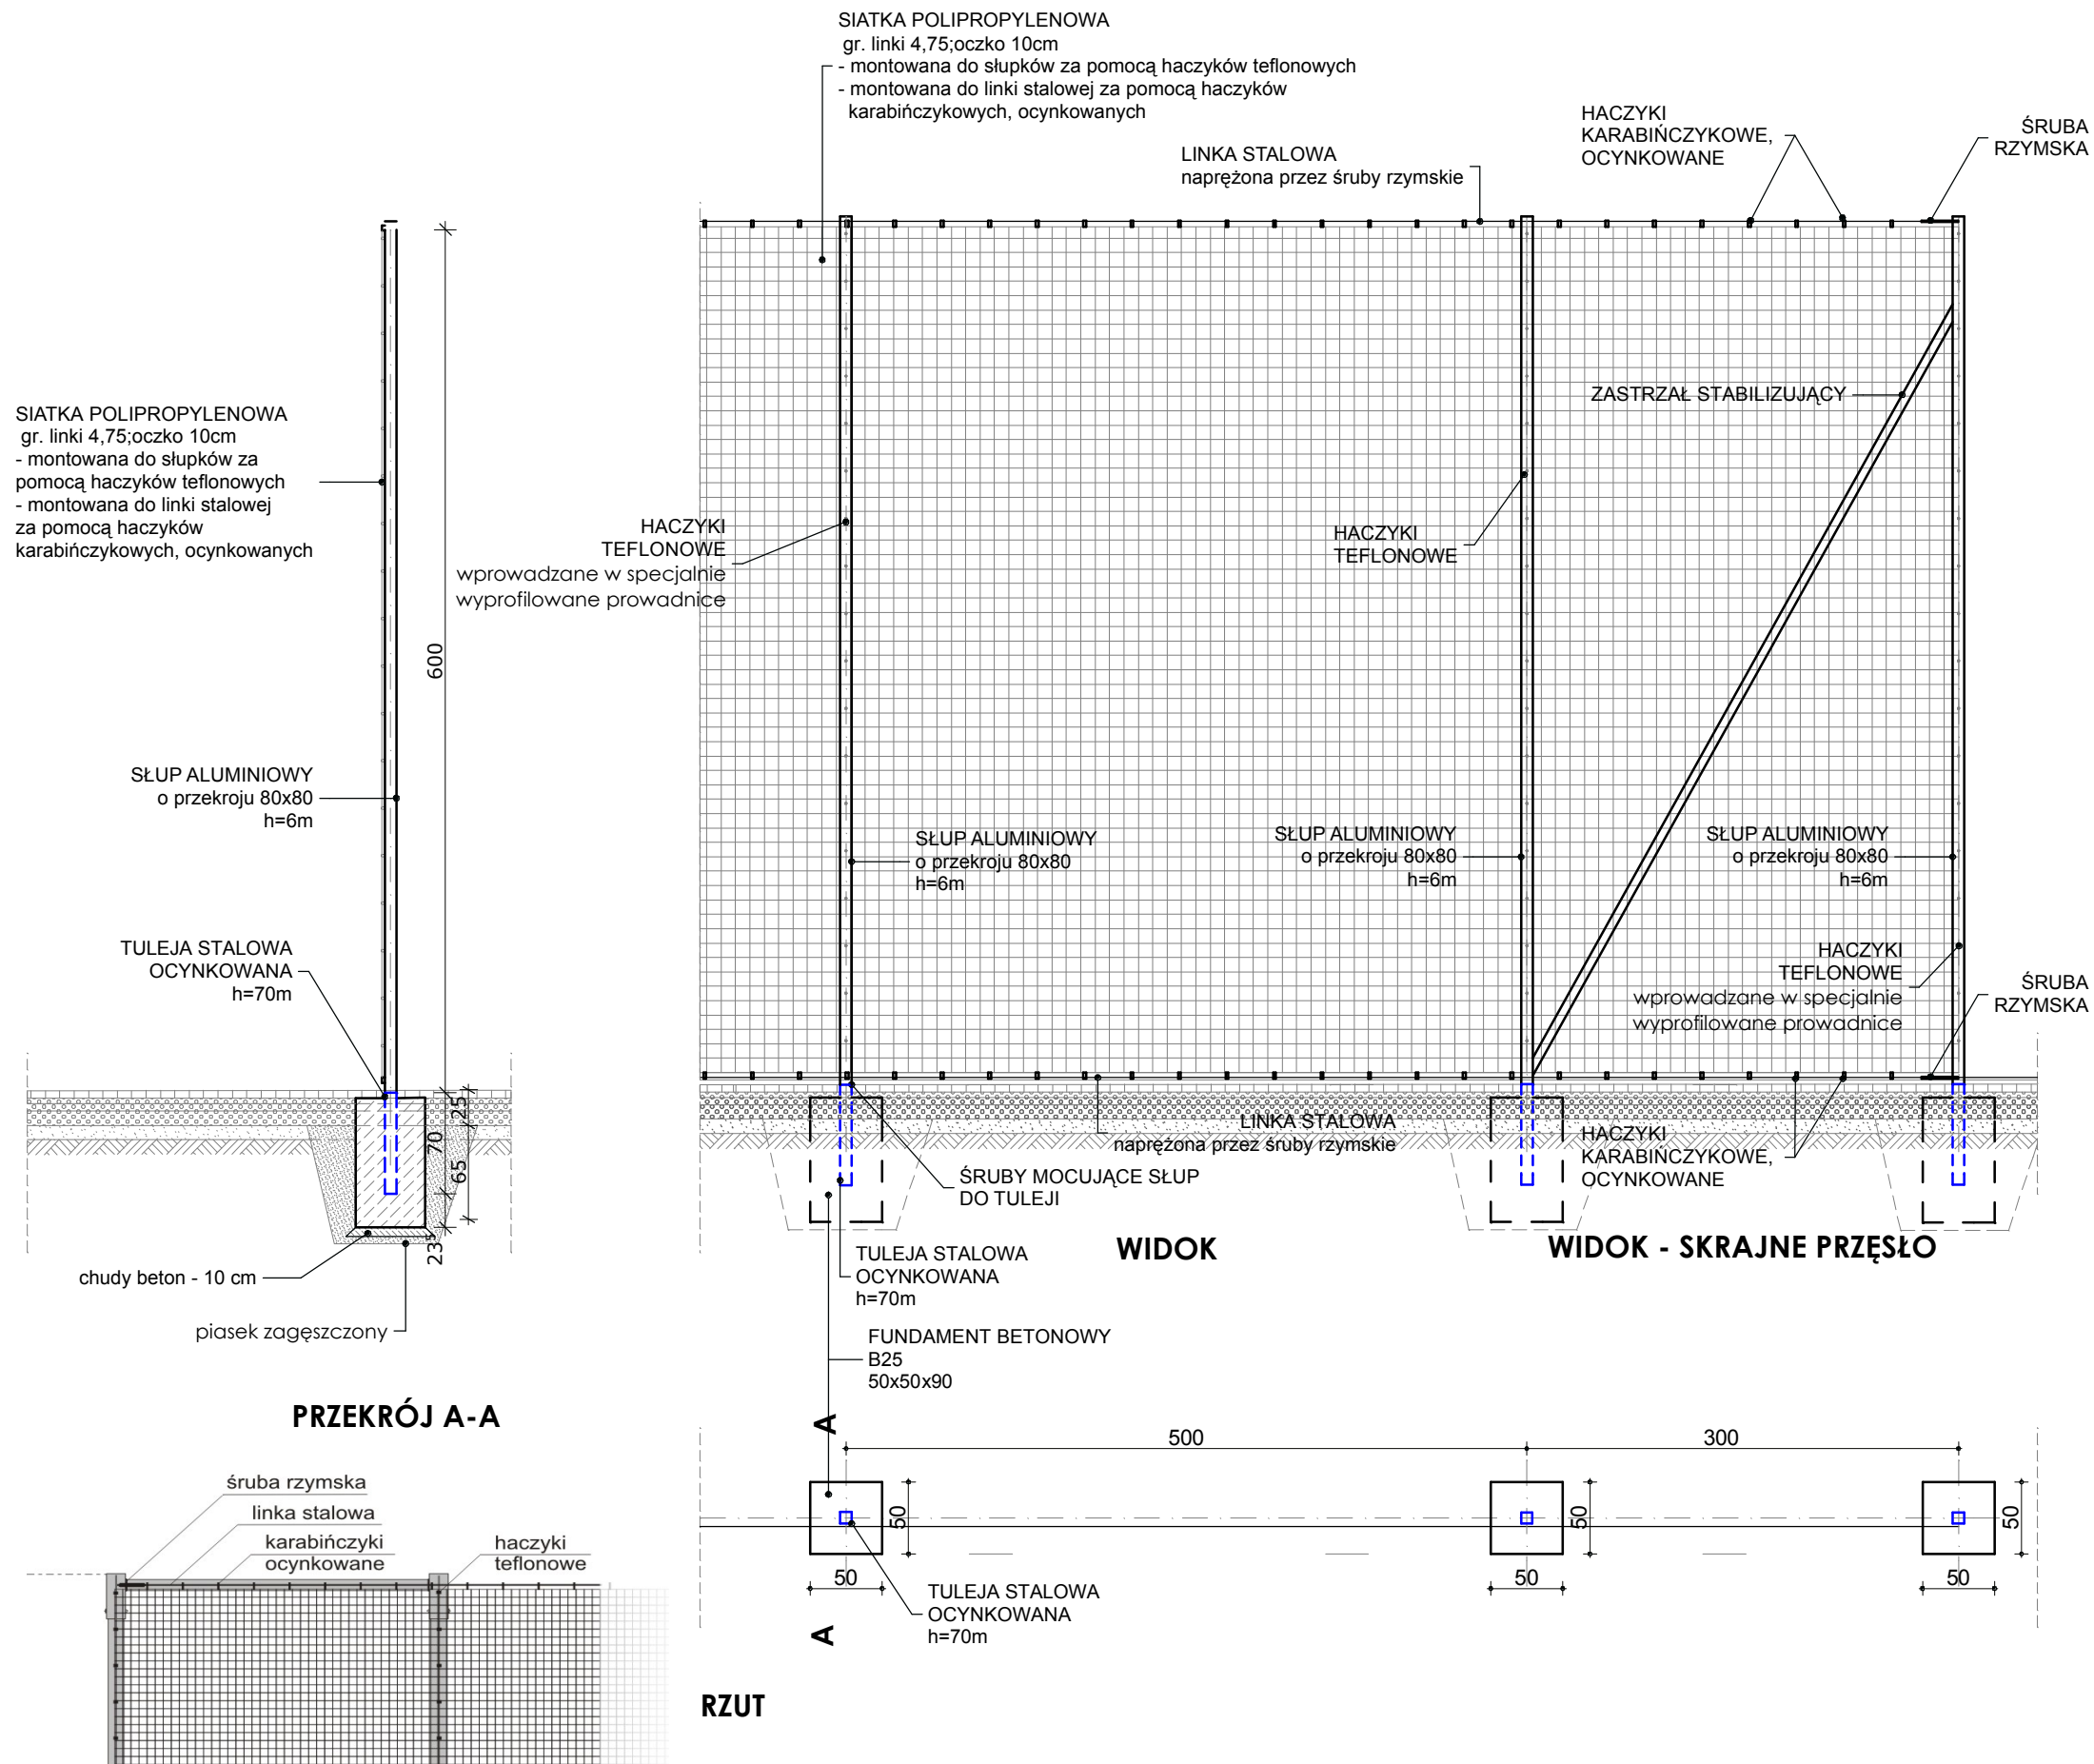 SIATKA POLIPROPYLENOWA
gr. linki 4,75;oczko 10cm
- montowana do słupków za pomocą haczyków teflonowych
- montowana do linki stalowej za pomocą haczyków
karabińczykowych, ocynkowanych
LINKA STALOWA
naprężona przez śruby rzymskie
HACZYKI
KARABIŃCZYKOWE,
OCYNKOWANE
ŚRUBA
RZYMSKA
SIATKA POLIPROPYLENOWA
gr. linki 4,75;oczko 10cm
- montowana do słupków za
pomocą haczyków teflonowych
- montowana do linki stalowej
za pomocą haczyków
karabińczykowych, ocynkowanych
600
HACZYKI
TEFLONOWE
wprowadzane w specjalnie
wyprofilowane prowadnice
HACZYKI
TEFLONOWE
ZASTRZAŁ STABILIZUJĄCY
SŁUP ALUMINIOWY
o przekroju 80x80
h=6m
SŁUP ALUMINIOWY
o przekroju 80x80
h=6m
SŁUP ALUMINIOWY
o przekroju 80x80
h=6m
SŁUP ALUMINIOWY
o przekroju 80x80
h=6m
TULEJA STALOWA
OCYNKOWANA
h=70m
HACZYKI
TEFLONOWE
wprowadzane w specjalnie
wyprofilowane prowadnice
ŚRUBA
RZYMSKA
25
70
65
23⁵
chudy beton - 10 cm
piasek zagęszczony
PRZEKRÓJ A-A
LINKA STALOWA
naprężona przez śruby rzymskie
HACZYKI
KARABIŃCZYKOWE,
OCYNKOWANE
ŚRUBY MOCUJĄCE SŁUP
DO TULEJI
TULEJA STALOWA
OCYNKOWANA
h=70m
WIDOK
WIDOK - SKRAJNE PRZĘSŁO
FUNDAMENT BETONOWY
B25
50x50x90
A
500
300
50
50
50
50
50
50
TULEJA STALOWA
OCYNKOWANA
h=70m
A
RZUT
śruba rzymska
linka stalowa
karabińczyki
ocynkowane
haczyki
teflonowe